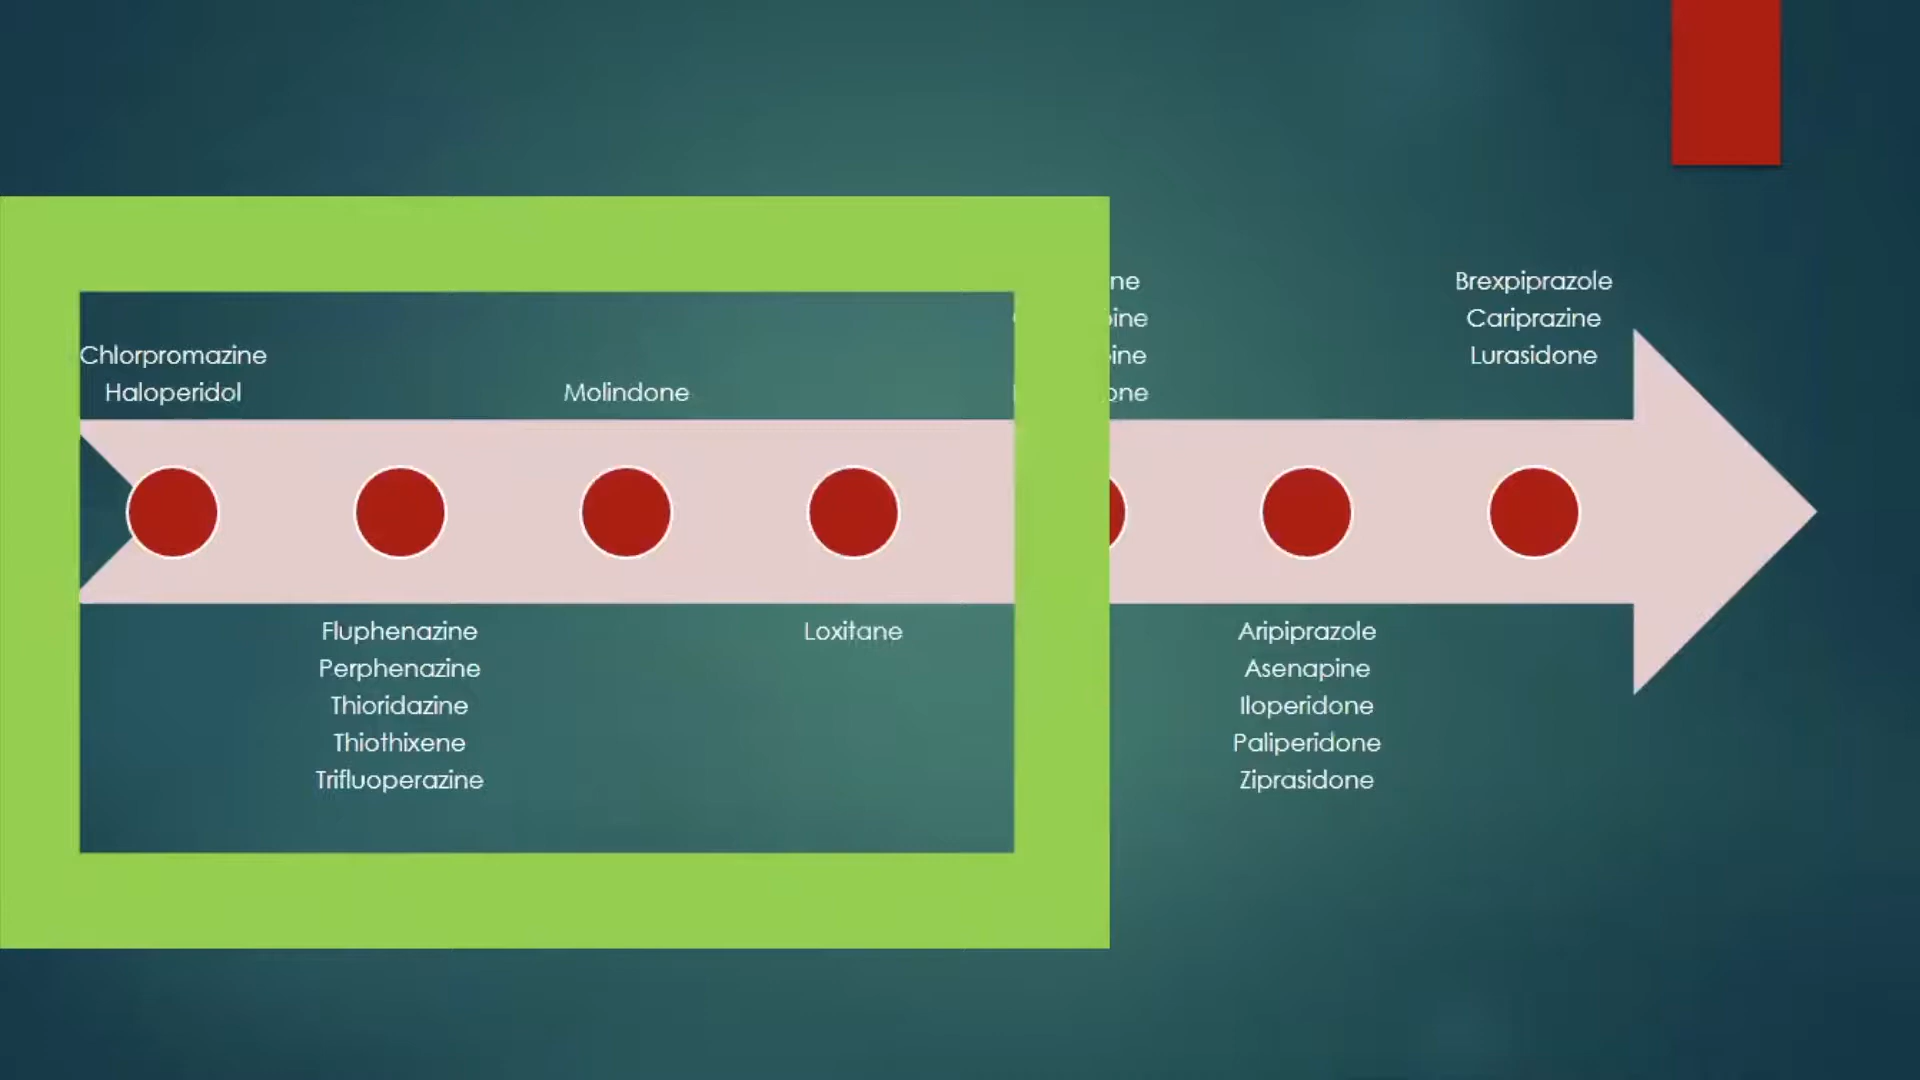 Chlorpromazine
Haloperidol
Fluphenazine
Perphenazine
Thioridazine
Thiothixene
Trifluoperazine
Molindone
Loxitane
Aripiprazole
Asenapine
Iloperidone
Paliperidone
Ziprasidone
Brexpiprazole
Cariprazine
Lurasidone